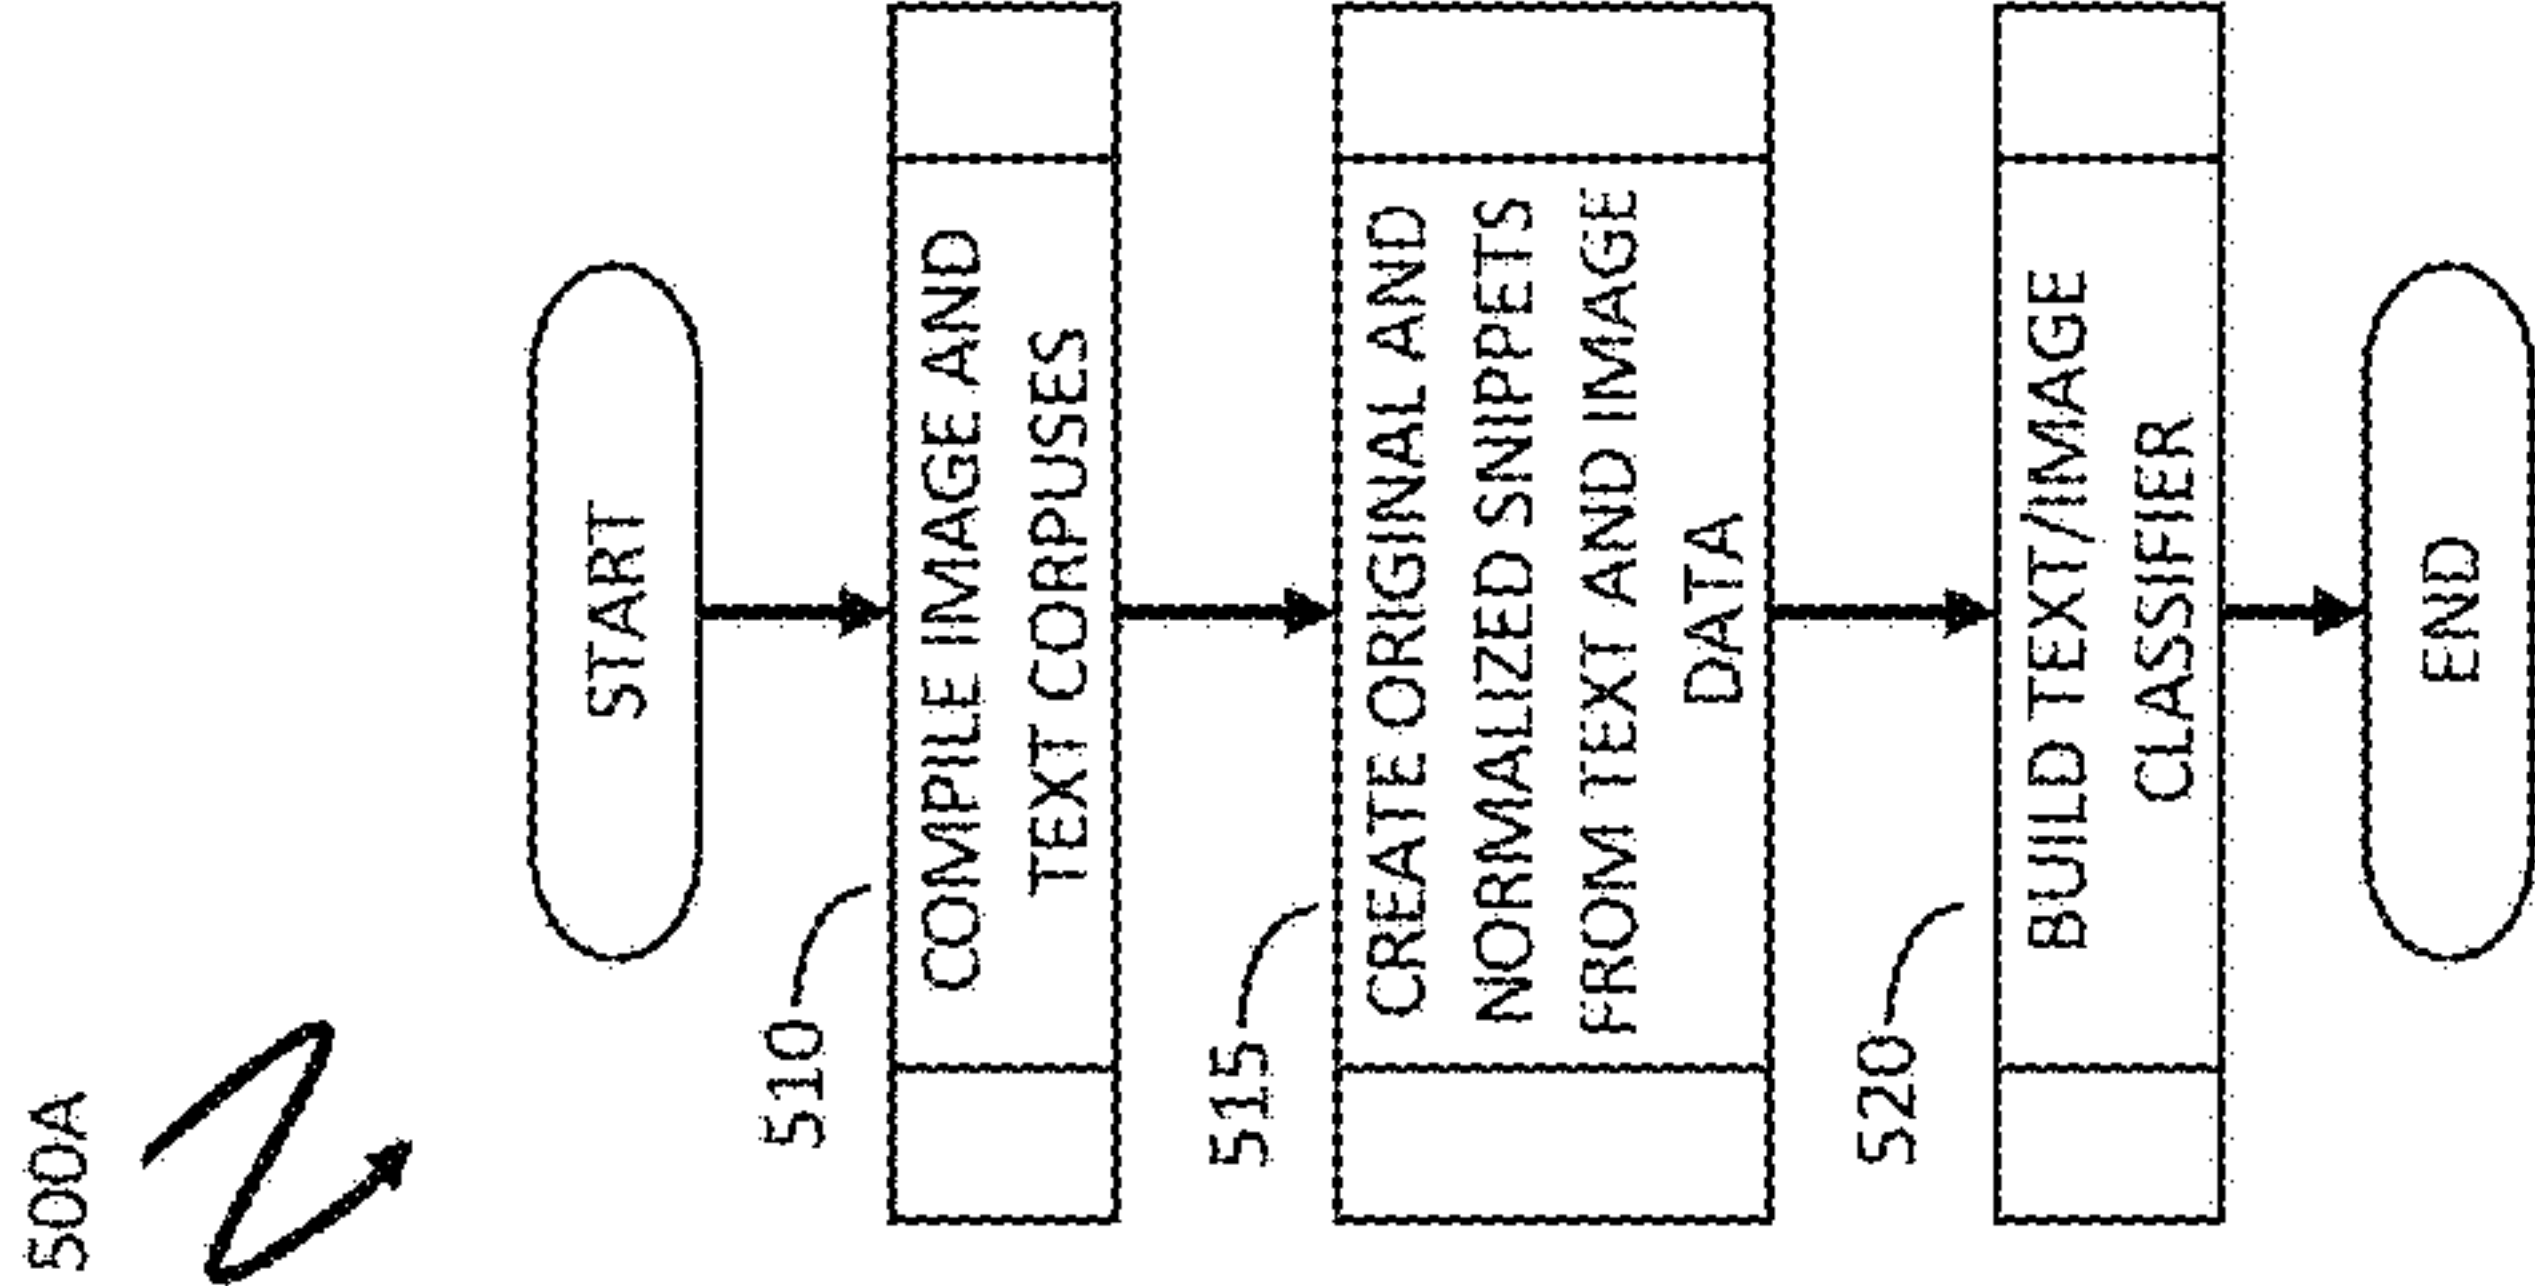 500A
START
510
COMPILE IMAGE AND
TEXT CORPUSES
515
CREATE ORIGINAL AND
NORMALIZED SNIPPETS
FROM TEXT AND IMAGE
DATA
520
BUILD TEXT/IMAGE
CLASSIFIER
END